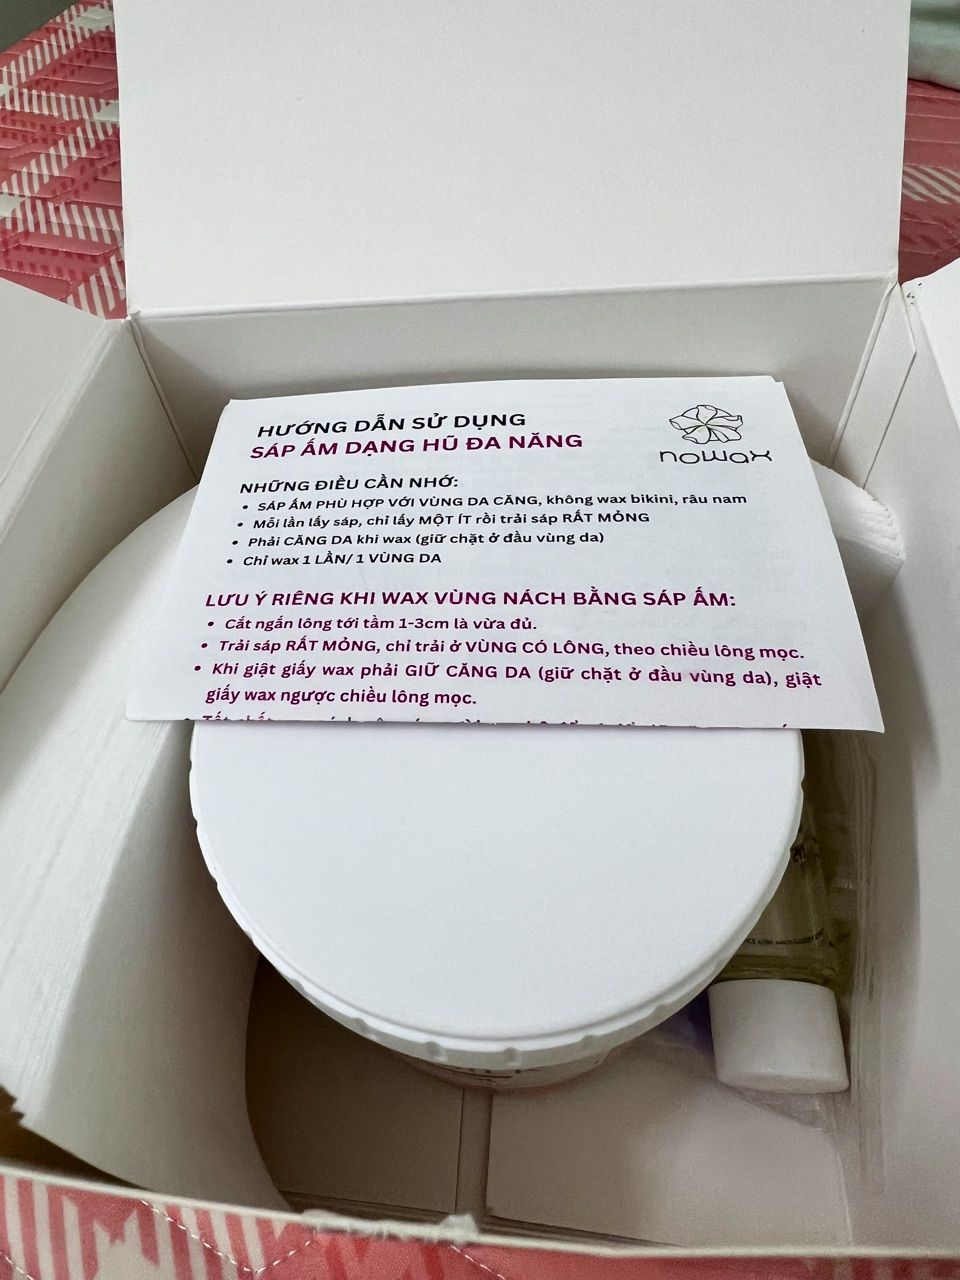 HƯỚNG DẪN SỬ DỤNG
SÁP ẤM DẠNG HŨ ĐA NĂNG
nowax
NHỮNG ĐIỀU CẦN NHỚ:
• SÁP ẤM PHÙ HỢP VỚI VÙNG DA CĂNG, không wax bikini, râu nam
• Mỗi lần lấy sáp, chỉ lấy MỘT ÍT rồi trải sáp RẤT MỎNG
• Phải CĂNG DA khi wax (giữ chặt ở đầu vùng da)
• Chỉ wax 1 LẦN/ 1 VÙNG DA
LƯU Ý RIÊNG KHI WAX VÙNG NÁCH BẰNG SÁP ẤM:
• Cắt ngắn lông tới tầm 1-3cm là vừa đủ.
• Trải sáp RẤT MỎNG, chỉ trải ở VÙNG CÓ LÔNG, theo chiều lông mọc.
• Khi giật giấy wax phải GIỮ CĂNG DA (giữ chặt ở đầu vùng da), giật
giấy wax ngược chiều lông mọc.